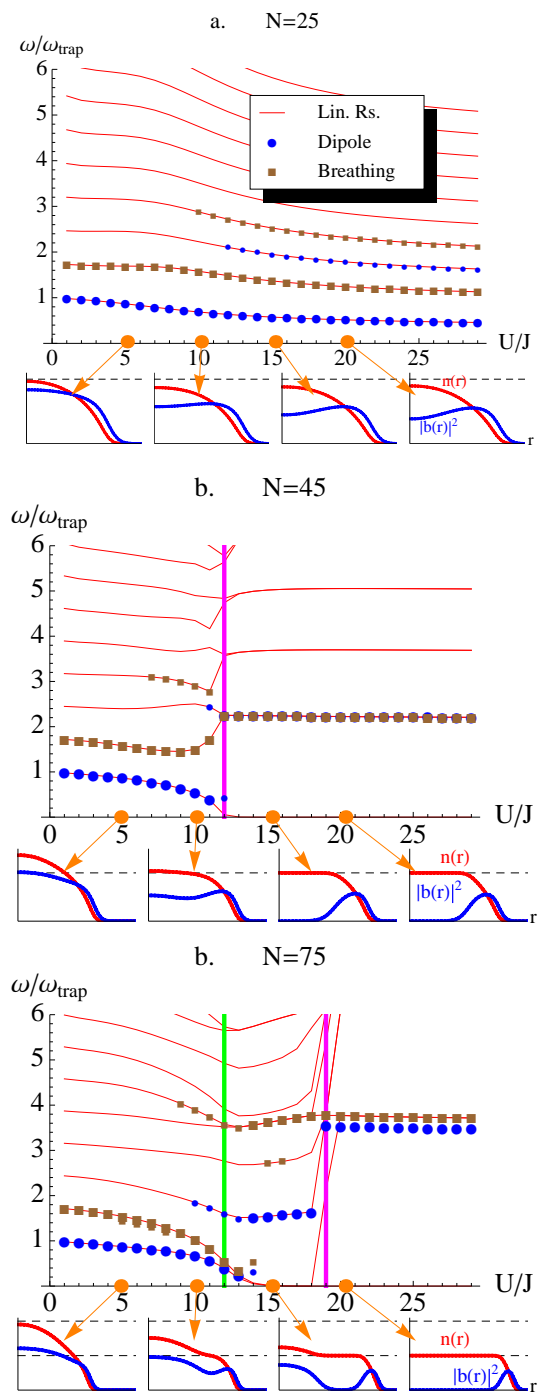 a. N=25
ω/ω_trap
6
5
4
3
2
1
0 5 10 15 20 25 U/J
Lin. Rs.
Dipole
Breathing
n(r)
|b(r)|²
r
b. N=45
ω/ω_trap
6
5
4
3
2
1
0 5 10 15 20 25 U/J
n(r)
|b(r)|²
r
b. N=75
ω/ω_trap
6
5
4
3
2
1
0 5 10 15 20 25 U/J
n(r)
|b(r)|²
r